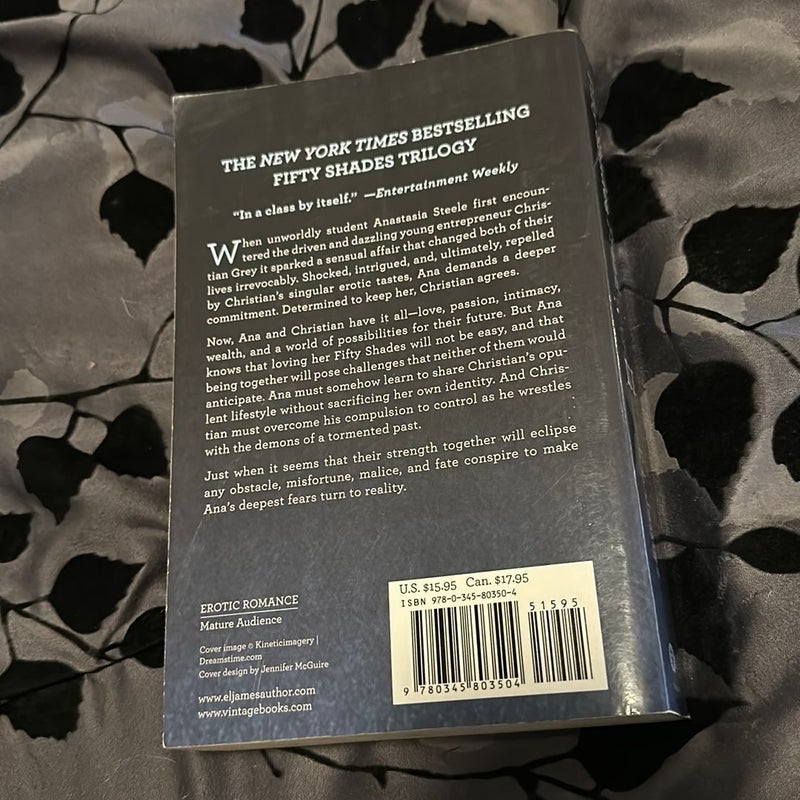 THE NEW YORK TIMES BESTSELLING
FIFTY SHADES TRILOGY
“In a class by itself.” —Entertainment Weekly
When unworldly student Anastasia Steele first encoun-
tered the driven and dazzling young entrepreneur Chris-
tian Grey it sparked a sensual affair that changed both of their
lives irrevocably. Shocked, intrigued, and, ultimately, repelled
by Christian’s singular erotic tastes, Ana demands a deeper
commitment. Determined to keep her, Christian agrees.
Now, Ana and Christian have it all—love, passion, intimacy,
wealth, and a world of possibilities for their future. But Ana
knows that loving her Fifty Shades will not be easy, and that
being together will pose challenges that neither of them would
anticipate. Ana must somehow learn to share Christian’s opu-
lent lifestyle without sacrificing her own identity. And Chris-
tian must overcome his compulsion to control as he wrestles
with the demons of a tormented past.
Just when it seems that their strength together will eclipse
any obstacle, misfortune, malice, and fate conspire to make
Ana’s deepest fears turn to reality.
EROTIC ROMANCE
Mature Audience
Cover image © Kineticimagery |
Dreamstime.com
Cover design by Jennifer McGuire
www.eljamesauthor.com
www.vintagebooks.com
U.S. $15.95 Can. $17.95
ISBN 978-0-345-80350-4
51595
9 780345 803504